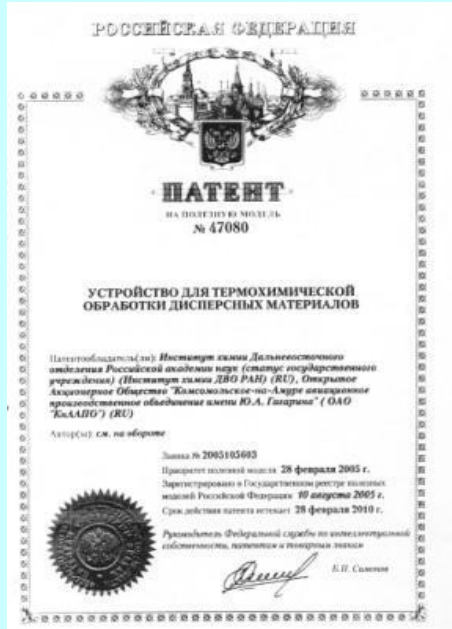 РОССИЙСКАЯ ФЕДЕРАЦИЯ
ПАТЕНТ
НА ПОЛЕЗНУЮ МОДЕЛЬ
№ 47080
УСТРОЙСТВО ДЛЯ ТЕРМОХИМИЧЕСКОЙ
ОБРАБОТКИ ДИСПЕРСНЫХ МАТЕРИАЛОВ
Патентообладатель(ли): Институт химии Дальневосточного
отделения Российской академии наук (статус государственного
учреждения) (Институт химии ДВО РАН) (RU), Открытое
Акционерное Общество "Комсомольское-на-Амуре авиационное
производственное объединение имени Ю.А. Гагарина" ( ОАО
"КнААПО") (RU)
Автор(ы): см. на обороте
Заявка № 2005105603
Приоритет полезной модели 28 февраля 2005 г.
Зарегистрировано в Государственном реестре полезных
моделей Российской Федерации 10 августа 2005 г.
Срок действия патента истекает 28 февраля 2010 г.
Руководитель Федеральной службы по интеллектуальной
собственности, патентам и товарным знакам
Б.П. Симонов